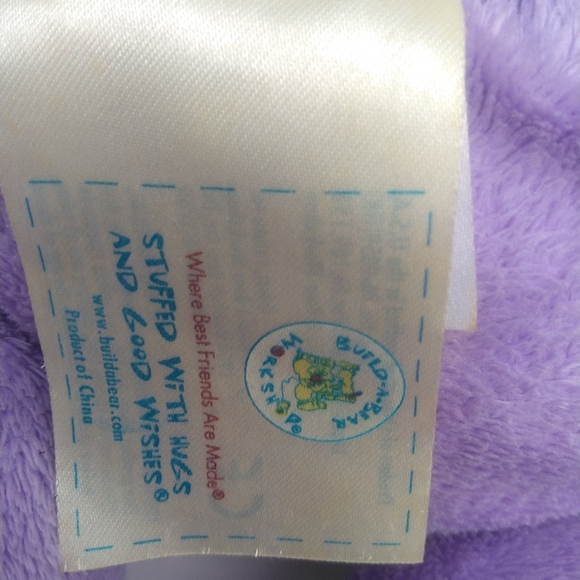 BUILD-A-BEAR
WORKSHOP
Where Best Friends Are Made®
STUFFED WITH HUGS
AND GOOD WISHES®
www.buildabear.com
Product of China